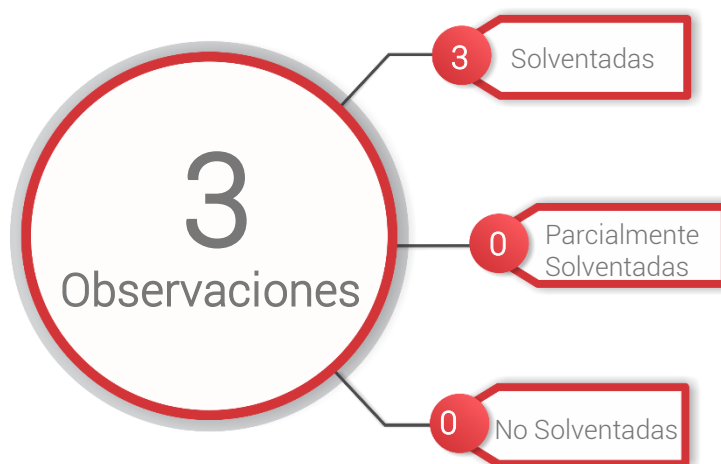 3
Observaciones
3
Solventadas
0
Parcialmente
Solventadas
0
No Solventadas